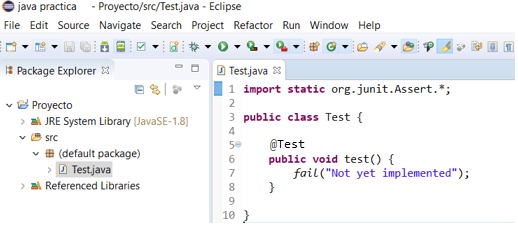 java practica - Proyecto/src/Test.java - Eclipse
File Edit Source Navigate Search Project Refactor Run Window Help
Package Explorer
Test.java
Proyecto
JRE System Library [JavaSE-1.8]
src
(default package)
Test.java
Referenced Libraries
1 import static org.junit.Assert.*;
2
3 public class Test {
4
5 @Test
6 public void test() {
7 fail("Not yet implemented");
8 }
9
10 }